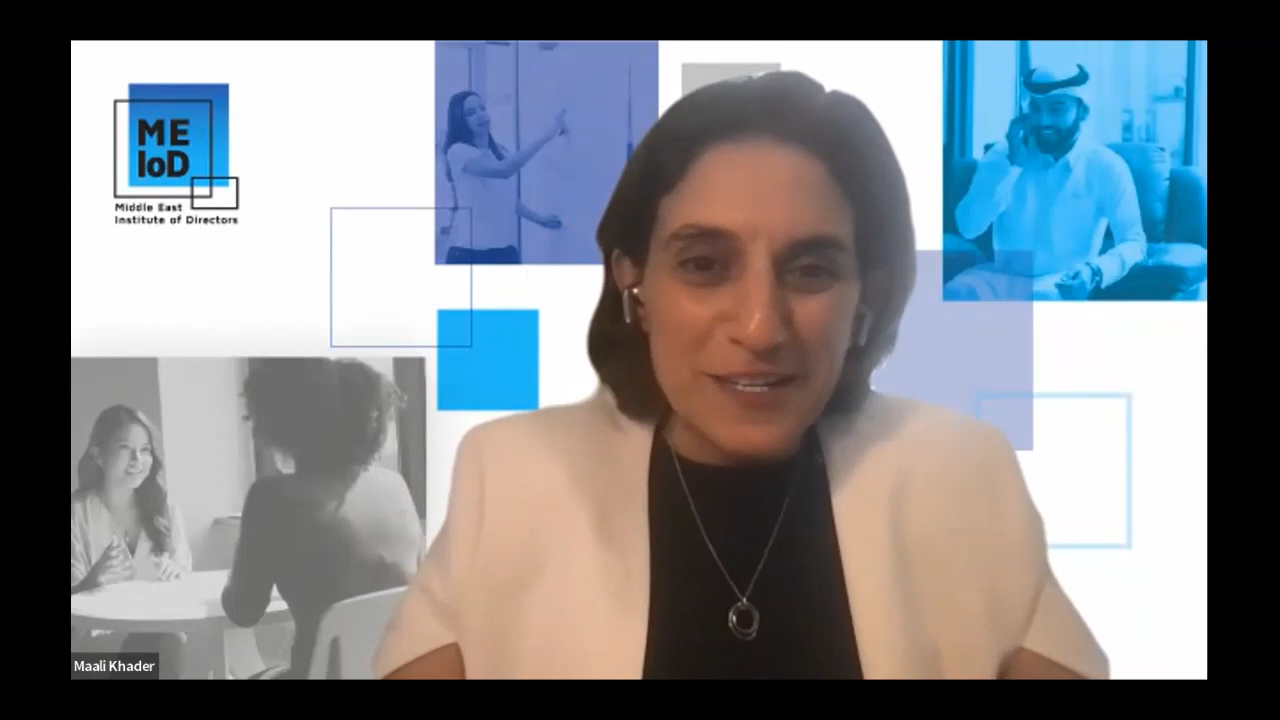 ME
IoD
Middle East
Institute of Directors
Maali Khader